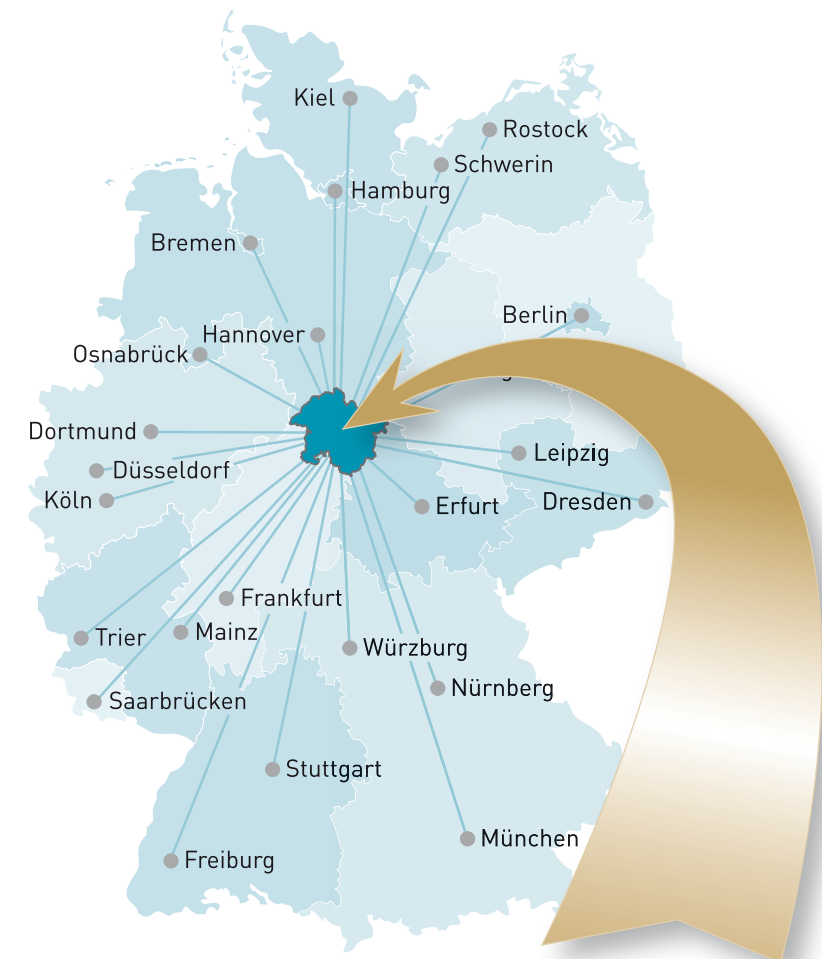 Kiel
Rostock
Schwerin
Hamburg
Bremen
Berlin
Hannover
Osnabrück
Dortmund
Leipzig
Düsseldorf
Köln
Dresden
Erfurt
Frankfurt
Mainz
Trier
Würzburg
Nürnberg
Saarbrücken
Stuttgart
München
Freiburg